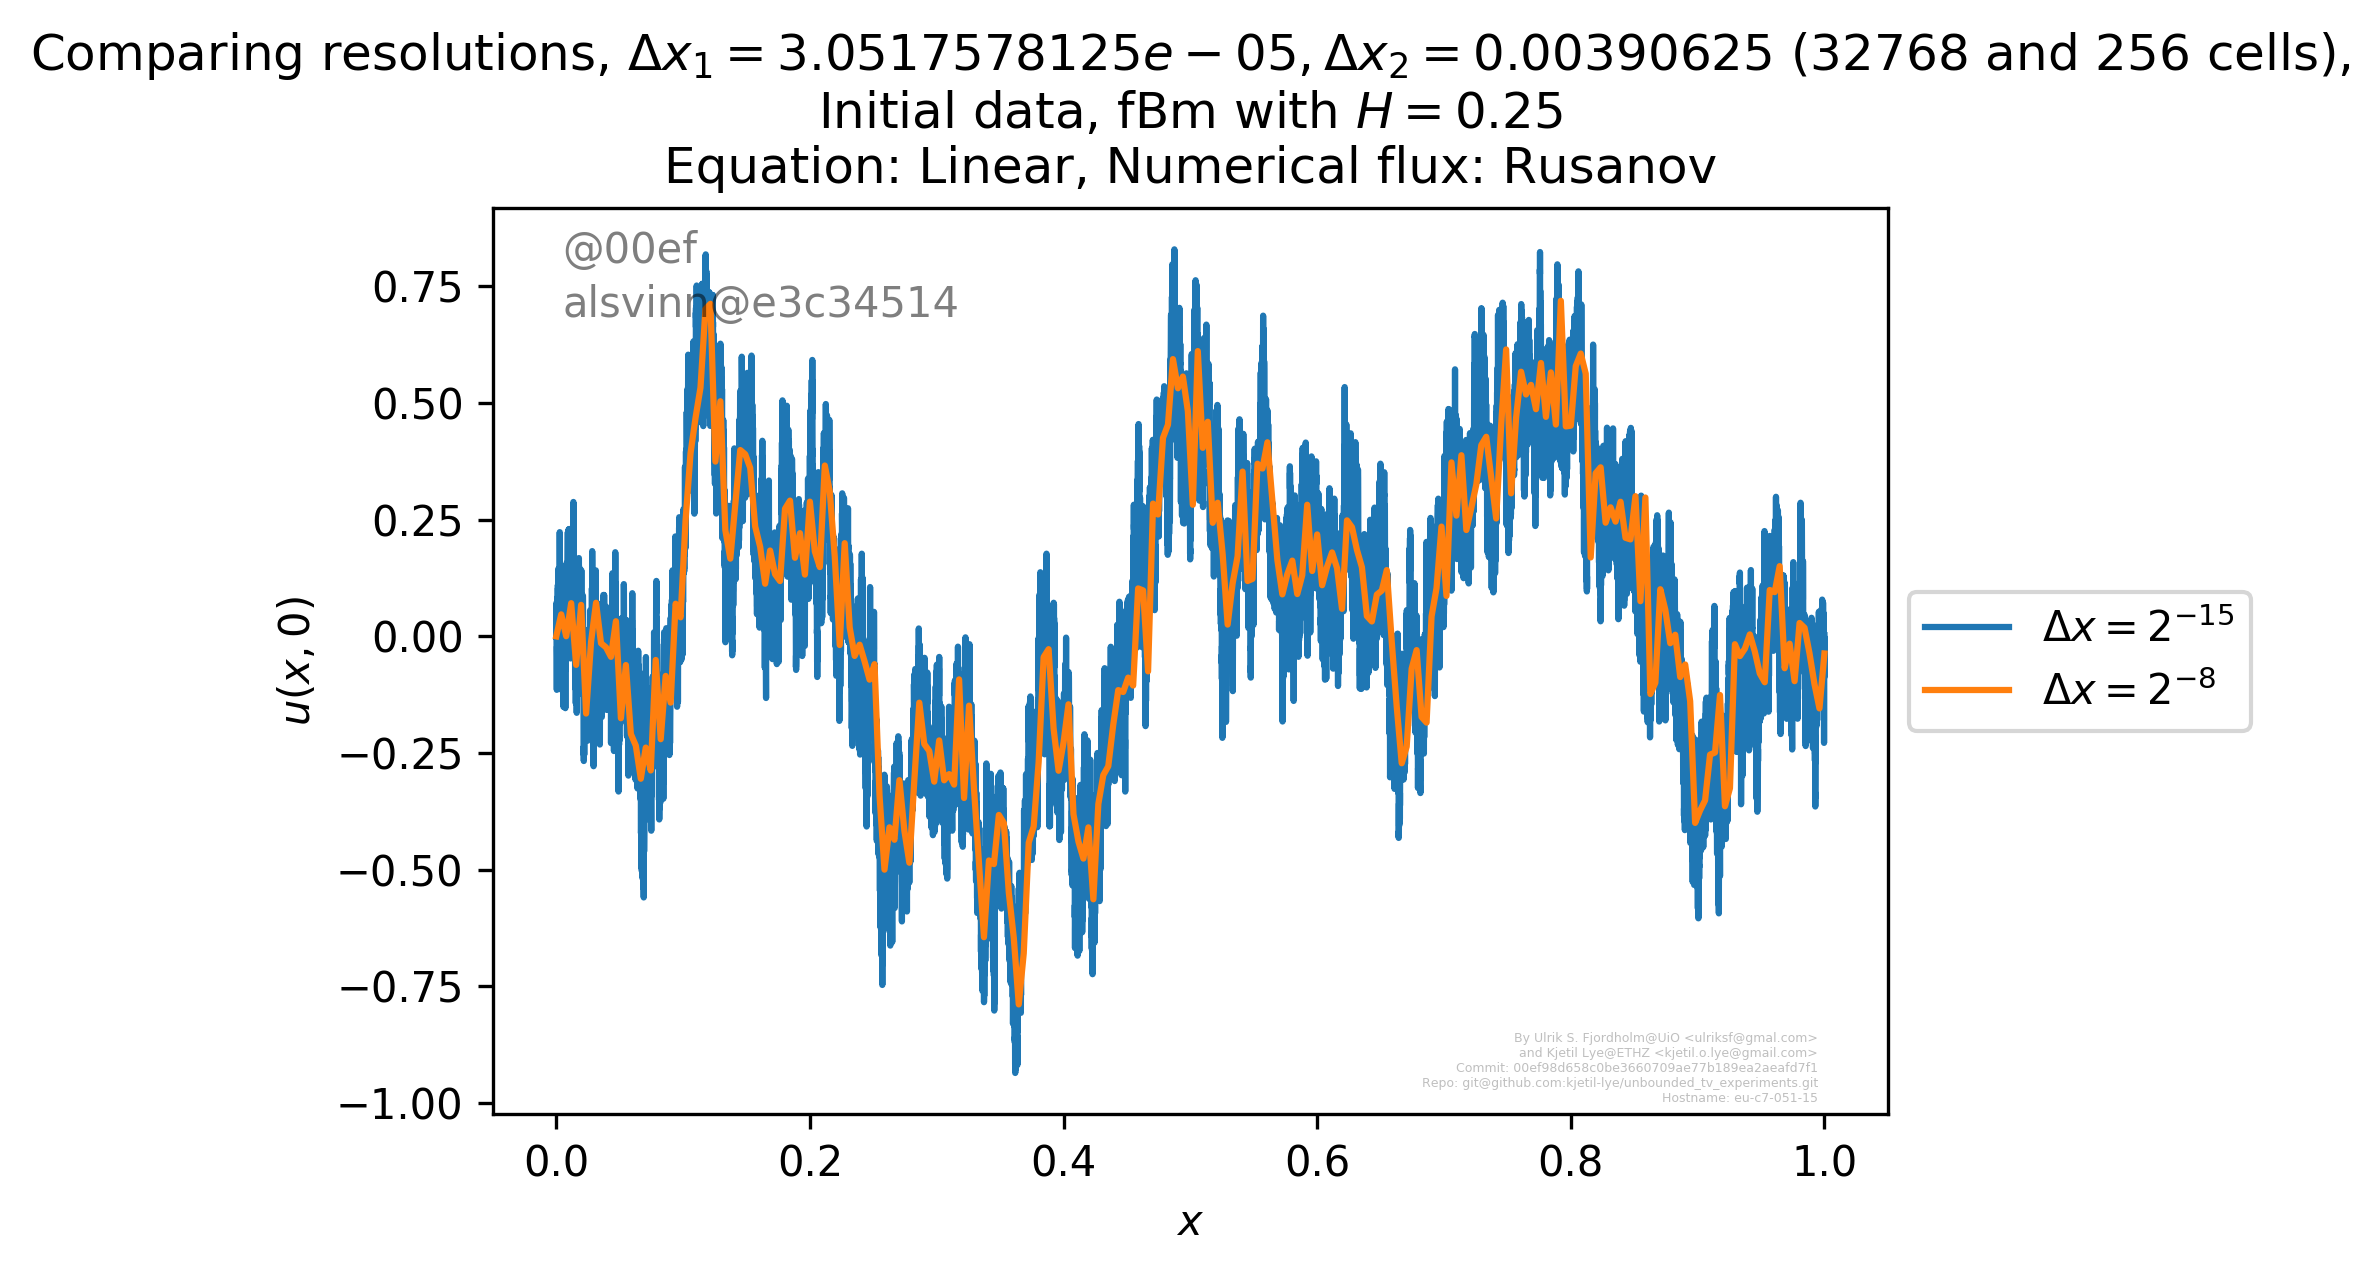 Comparing resolutions, Δx₁ = 3.0517578125e − 05, Δx₂ = 0.00390625 (32768 and 256 cells),
Initial data, fBm with H = 0.25
Equation: Linear, Numerical flux: Rusanov
@00ef
alsvinn@e3c34514
0.75
0.50
0.25
0.00
−0.25
−0.50
−0.75
−1.00
u(x, 0)
Δx = 2⁻¹⁵
Δx = 2⁻⁸
By Ulrik S. Fjordholm@UiO <ulriksf@gmal.com>
and Kjetil Lye@ETHZ <kjetil.o.lye@gmail.com>
Commit: 00ef98d658c0be3660709ae77b189ea2aeafd7f1
Repo: git@github.com:kjetil-lye/unbounded_tv_experiments.git
Hostname: eu-c7-051-15
0.0 0.2 0.4 0.6 0.8 1.0
x